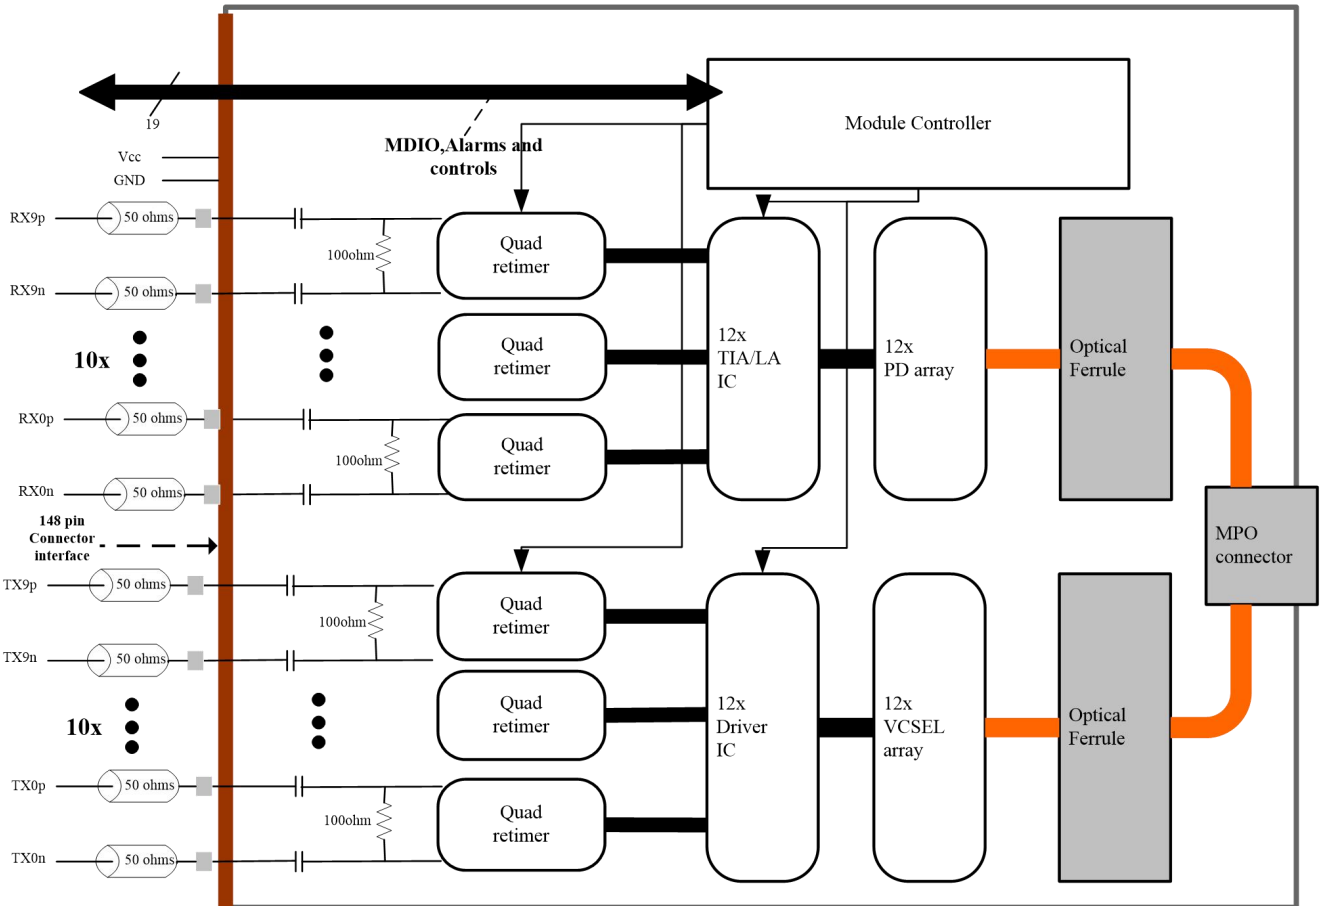 Module Controller
19
MDIO,Alarms and
controls
Vcc
GND
RX9p
50 ohms
100ohm
RX9n
50 ohms
10x
RX0p
50 ohms
100ohm
RX0n
50 ohms
Quad
retimer
Quad
retimer
Quad
retimer
12x
TIA/LA
IC
12x
PD array
Optical
Ferrule
148 pin
Connector
interface
MPO
connector
TX9p
50 ohms
100ohm
TX9n
50 ohms
10x
TX0p
50 ohms
100ohm
TX0n
50 ohms
Quad
retimer
Quad
retimer
Quad
retimer
12x
Driver
IC
12x
VCSEL
array
Optical
Ferrule